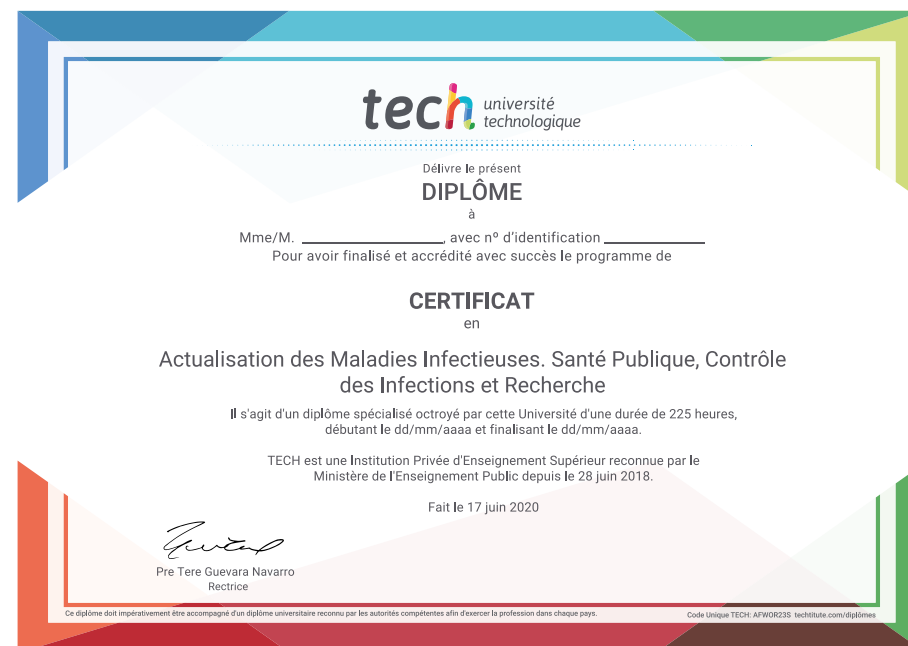 tech université
technologique
Délivre le présent
DIPLÔME
à
Mme/M. ____________________, avec nº d'identification ______________
Pour avoir finalisé et accrédité avec succès le programme de
CERTIFICAT
en
Actualisation des Maladies Infectieuses. Santé Publique, Contrôle
des Infections et Recherche
Il s'agit d'un diplôme spécialisé octroyé par cette Université d'une durée de 225 heures,
débutant le dd/mm/aaaa et finalisant le dd/mm/aaaa.
TECH est une Institution Privée d'Enseignement Supérieur reconnue par le
Ministère de l'Enseignement Public depuis le 28 juin 2018.
Fait le 17 juin 2020
Pre Tere Guevara Navarro
Rectrice
Ce diplôme doit impérativement être accompagné d'un diplôme universitaire reconnu par les autorités compétentes afin d'exercer la profession dans chaque pays.
Code Unique TECH: AFWOR23S techtitute.com/diplômes